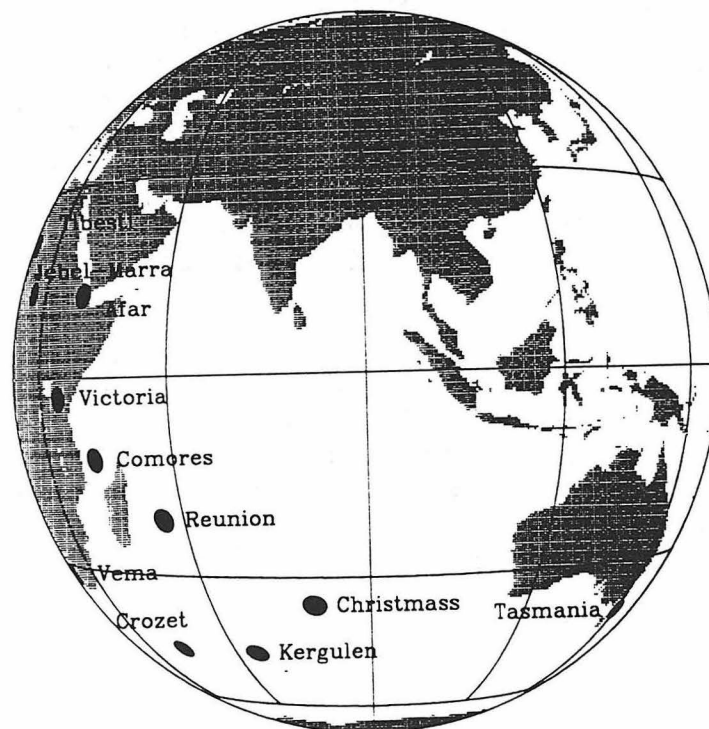 Tibesti
Jebel-Marra
Afar
Victoria
Comores
Reunion
Vema
Christmass
Tasmania
Crozet
Kergulen